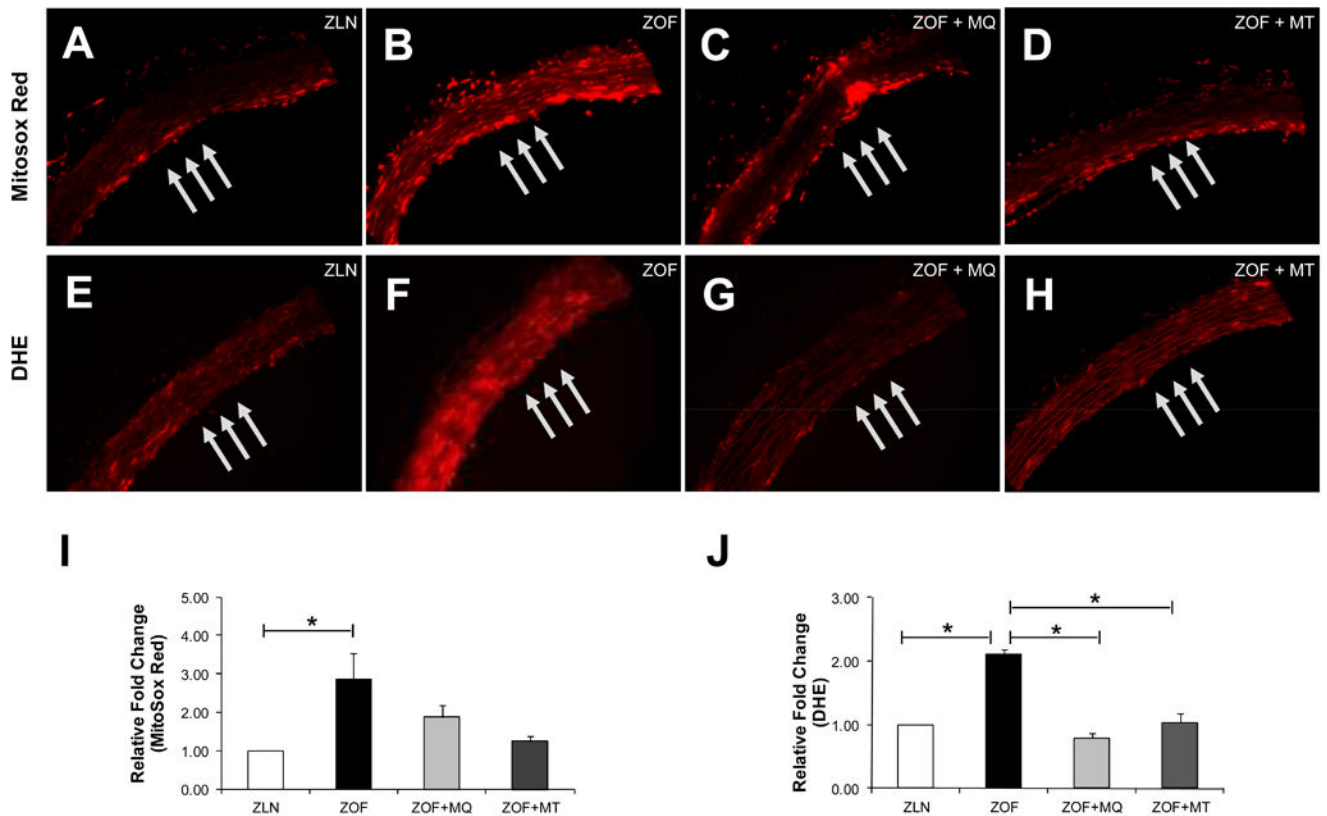 Mitosox Red
A
ZLN
B
ZOF
C
ZOF + MQ
D
ZOF + MT
DHE
E
ZLN
F
ZOF
G
ZOF + MQ
H
ZOF + MT
I
Relative Fold Change
(MitoSox Red)
5.00
4.00
3.00
2.00
1.00
0.00
*
ZLN
ZOF
ZOF+MQ
ZOF+MT
J
Relative Fold Change
(DHE)
3.00
2.00
1.00
0.00
*
*
*
ZLN
ZOF
ZOF+MQ
ZOF+MT